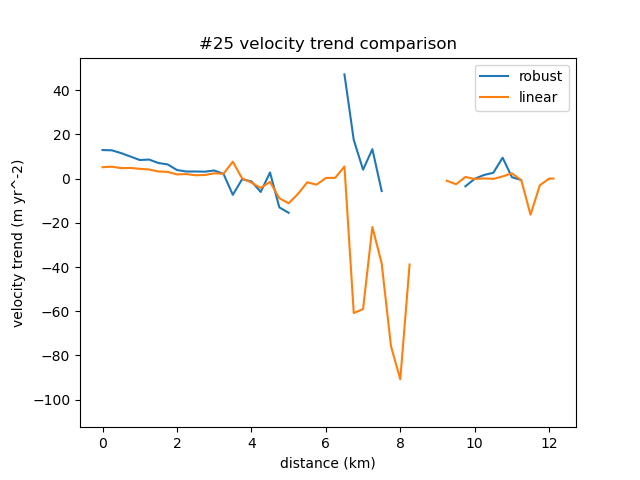 #25 velocity trend comparison
robust
linear
velocity trend (m yr^-2)
40
20
0
−20
−40
−60
−80
−100
0 2 4 6 8 10 12
distance (km)